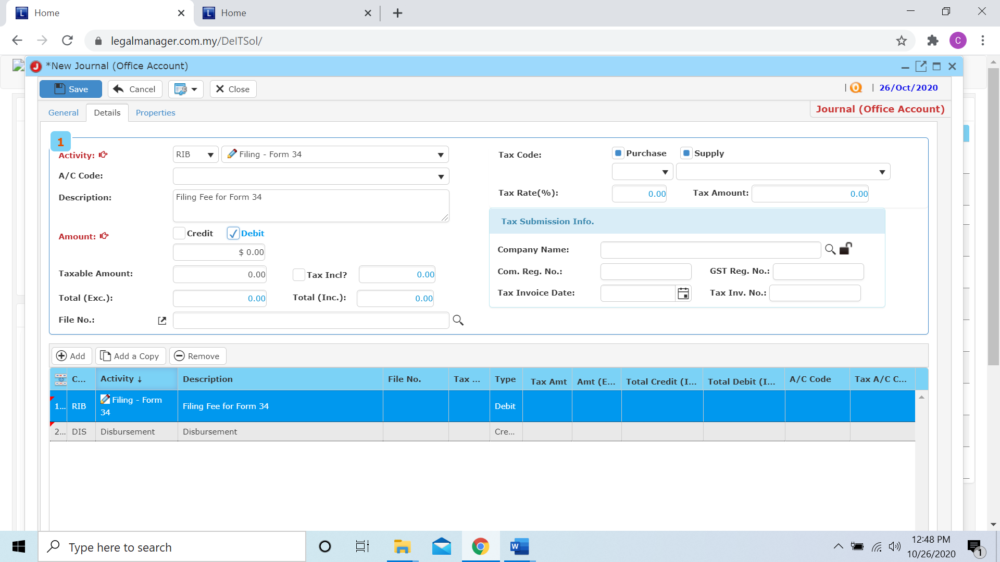 Home
Home
legalmanager.com.my/DeITSol/
C
*New Journal (Office Account)
Save
Cancel
Close
| Q | 26/Oct/2020
General
Details
Properties
Journal (Office Account)
1
Activity:
RIB
Filing - Form 34
A/C Code:
Description:
Filing Fee for Form 34
Amount:
Credit
Debit
$ 0.00
Taxable Amount:
0.00
Tax Incl?
0.00
Total (Exc.):
0.00
Total (Inc.):
0.00
File No.:
Tax Code:
Purchase
Supply
Tax Rate(%):
0.00
Tax Amount:
0.00
Tax Submission Info.
Company Name:
Com. Reg. No.:
GST Reg. No.:
Tax Invoice Date:
Tax Inv. No.:
Add
Add a Copy
Remove
C... Activity ↓ Description File No. Tax ... Type Tax Amt Amt (E... Total Credit (I... Total Debit (I... A/C Code Tax A/C C...
1... RIB Filing - Form 34 Filing Fee for Form 34 Debit
2... DIS Disbursement Disbursement Cre...
Type here to search
12:48 PM
10/26/2020
1